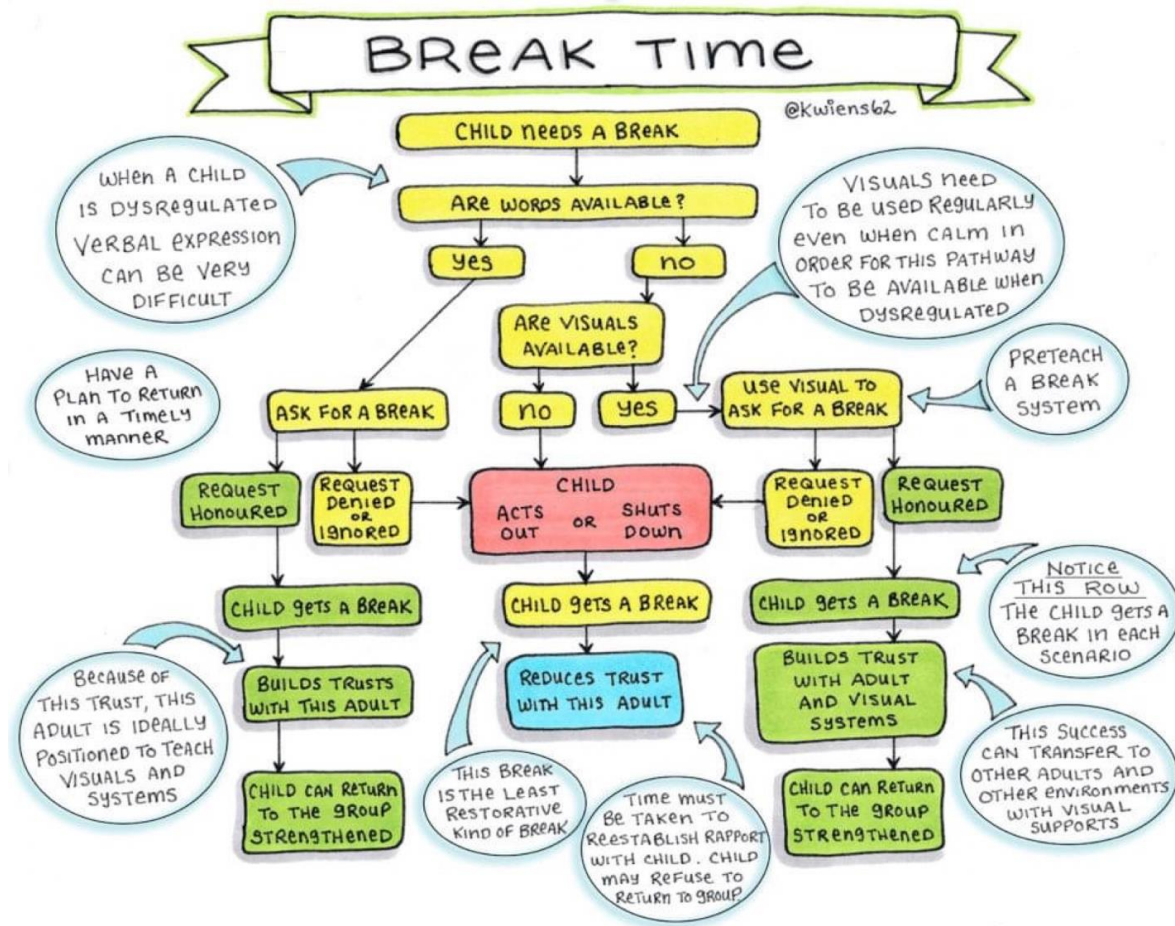 BREAK TIME
@Kwiens62
CHILD NEEDS A BREAK
WHEN A CHILD
IS DYSREGULATED
VERBAL EXPRESSION
CAN BE VERY
DIFFICULT
ARE WORDS AVAILABLE?
yes
no
VISUALS NEED
TO BE USED REGULARLY
EVEN WHEN CALM IN
ORDER FOR THIS PATHWAY
TO BE AVAILABLE WHEN
DYSREGULATED
ARE VISUALS
AVAILABLE?
HAVE A
PLAN TO RETURN
IN A TIMELY
MANNER
ASK FOR A BREAK
no
yes
USE VISUAL TO
ASK FOR A BREAK
PRETEACH
A BREAK
SYSTEM
REQUEST
HONOURED
REQUEST
DENIED
OR
IGNORED
CHILD
ACTS
OUT
OR
SHUTS
DOWN
REQUEST
DENIED
OR
IGNORED
REQUEST
HONOURED
CHILD GETS A BREAK
CHILD GETS A BREAK
CHILD GETS A BREAK
NOTICE
THIS ROW
THE CHILD GETS A
BREAK IN EACH
SCENARIO
BECAUSE OF
THIS TRUST, THIS
ADULT IS IDEALLY
POSITIONED TO TEACH
VISUALS AND
SYSTEMS
BUILDS TRUSTS
WITH THIS ADULT
REDUCES TRUST
WITH THIS ADULT
BUILDS TRUST
WITH ADULT
AND VISUAL
SYSTEMS
THIS SUCCESS
CAN TRANSFER TO
OTHER ADULTS AND
OTHER ENVIRONMENTS
WITH VISUAL
SUPPORTS
CHILD CAN RETURN
TO THE GROUP
STRENGTHENED
THIS BREAK
IS THE LEAST
RESTORATIVE
KIND OF BREAK
TIME MUST
BE TAKEN TO
REESTABLISH RAPPORT
WITH CHILD. CHILD
MAY REFUSE TO
RETURN TO GROUP.
CHILD CAN RETURN
TO THE GROUP
STRENGTHENED